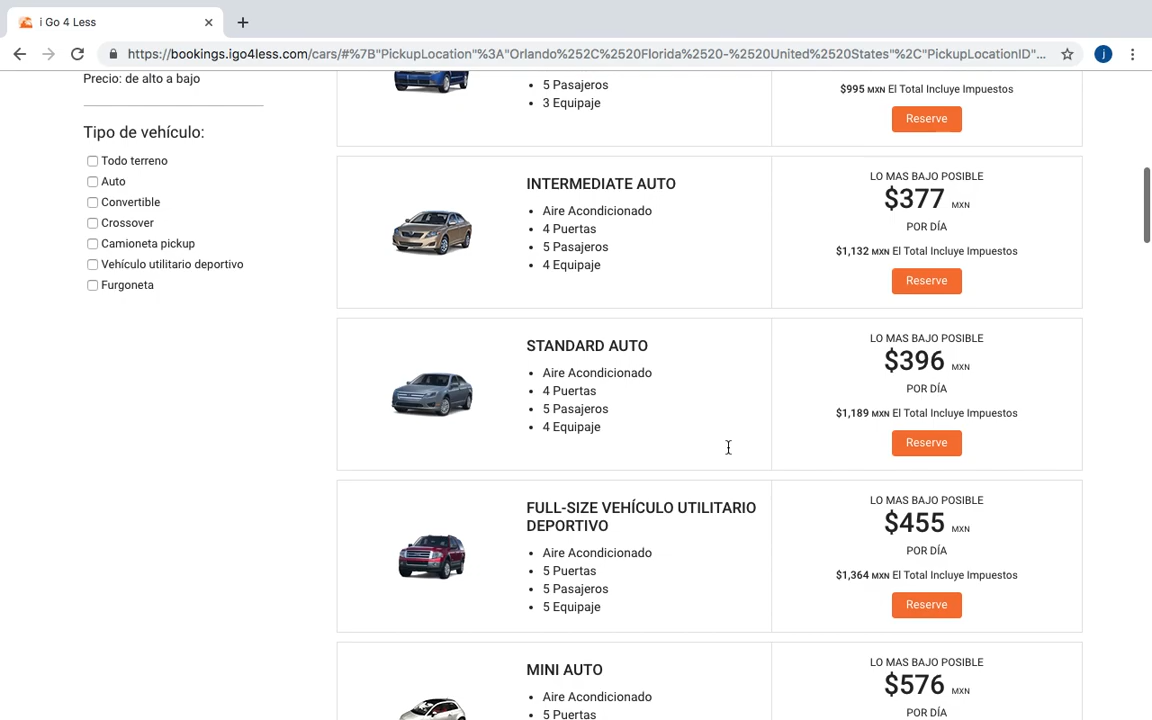 i Go 4 Less
https://bookings.igo4less.com/cars/#%7B"PickupLocation"%3A"Orlando%252C%2520Florida%2520-%2520United%2520States"%2C"PickupLocationID"...
j
Precio: de alto a bajo
Tipo de vehículo:
Todo terreno
Auto
Convertible
Crossover
Camioneta pickup
Vehículo utilitario deportivo
Furgoneta
5 Pasajeros
3 Equipaje
$995 MXN El Total Incluye Impuestos
Reserve
INTERMEDIATE AUTO
Aire Acondicionado
4 Puertas
5 Pasajeros
4 Equipaje
LO MAS BAJO POSIBLE
$377 MXN
POR DÍA
$1,132 MXN El Total Incluye Impuestos
Reserve
STANDARD AUTO
Aire Acondicionado
4 Puertas
5 Pasajeros
4 Equipaje
LO MAS BAJO POSIBLE
$396 MXN
POR DÍA
$1,189 MXN El Total Incluye Impuestos
Reserve
FULL-SIZE VEHÍCULO UTILITARIO
DEPORTIVO
Aire Acondicionado
5 Puertas
5 Pasajeros
5 Equipaje
LO MAS BAJO POSIBLE
$455 MXN
POR DÍA
$1,364 MXN El Total Incluye Impuestos
Reserve
MINI AUTO
Aire Acondicionado
5 Puertas
LO MAS BAJO POSIBLE
$576 MXN
POR DÍA